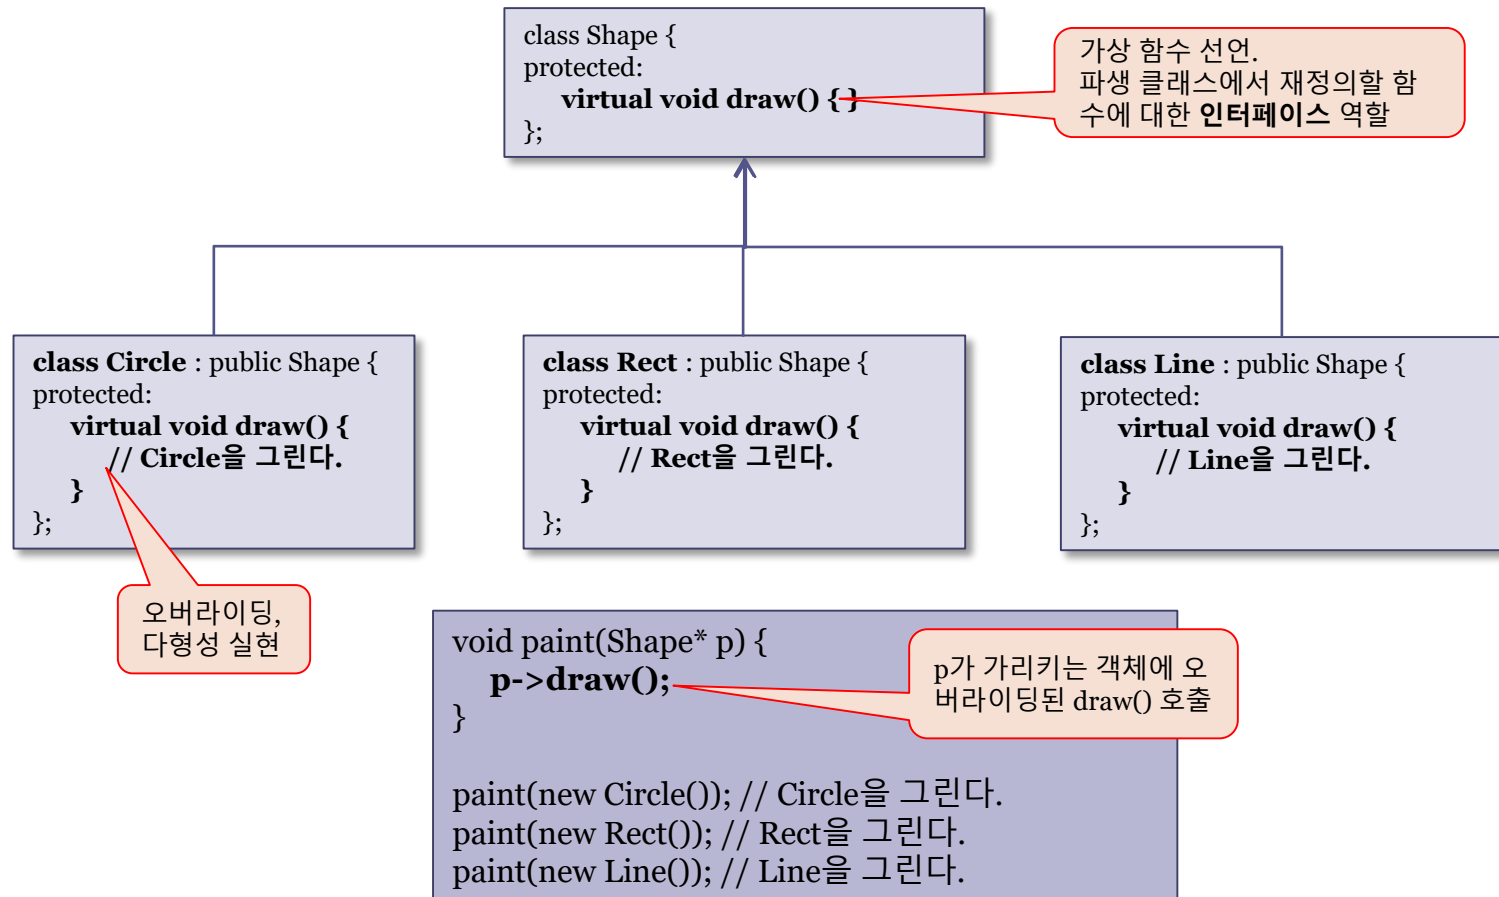 class Shape {
protected:
virtual void draw() { }
};
가상 함수 선언.
파생 클래스에서 재정의할 함
수에 대한 인터페이스 역할
class Circle : public Shape {
protected:
virtual void draw() {
// Circle을 그린다.
}
};
class Rect : public Shape {
protected:
virtual void draw() {
// Rect을 그린다.
}
};
class Line : public Shape {
protected:
virtual void draw() {
// Line을 그린다.
}
};
오버라이딩,
다형성 실현
void paint(Shape* p) {
p->draw();
}
p가 가리키는 객체에 오
버라이딩된 draw() 호출
paint(new Circle()); // Circle을 그린다.
paint(new Rect()); // Rect을 그린다.
paint(new Line()); // Line을 그린다.